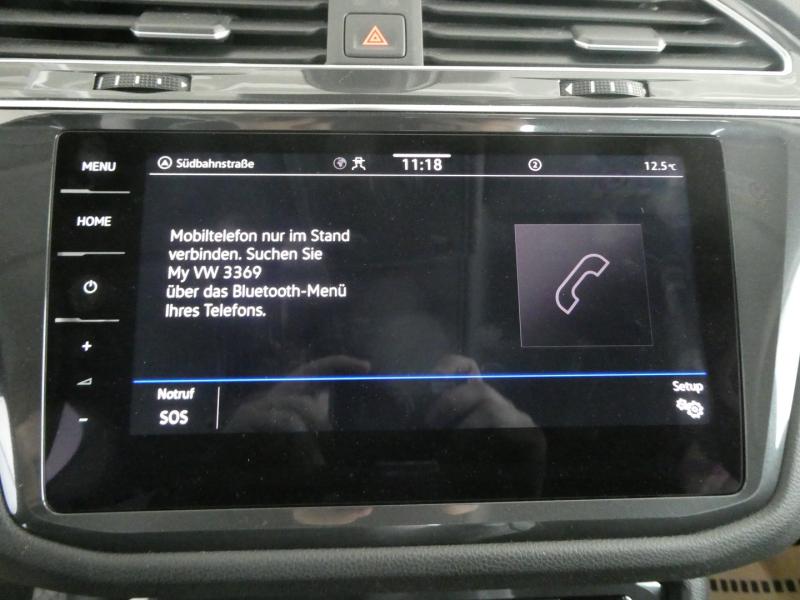 MENU
Südbahnstraße
11:18
2
12.5°C
HOME
Mobiltelefon nur im Stand
verbinden. Suchen Sie
My VW 3369
über das Bluetooth-Menü
Ihres Telefons.
+
-
Notruf
SOS
Setup